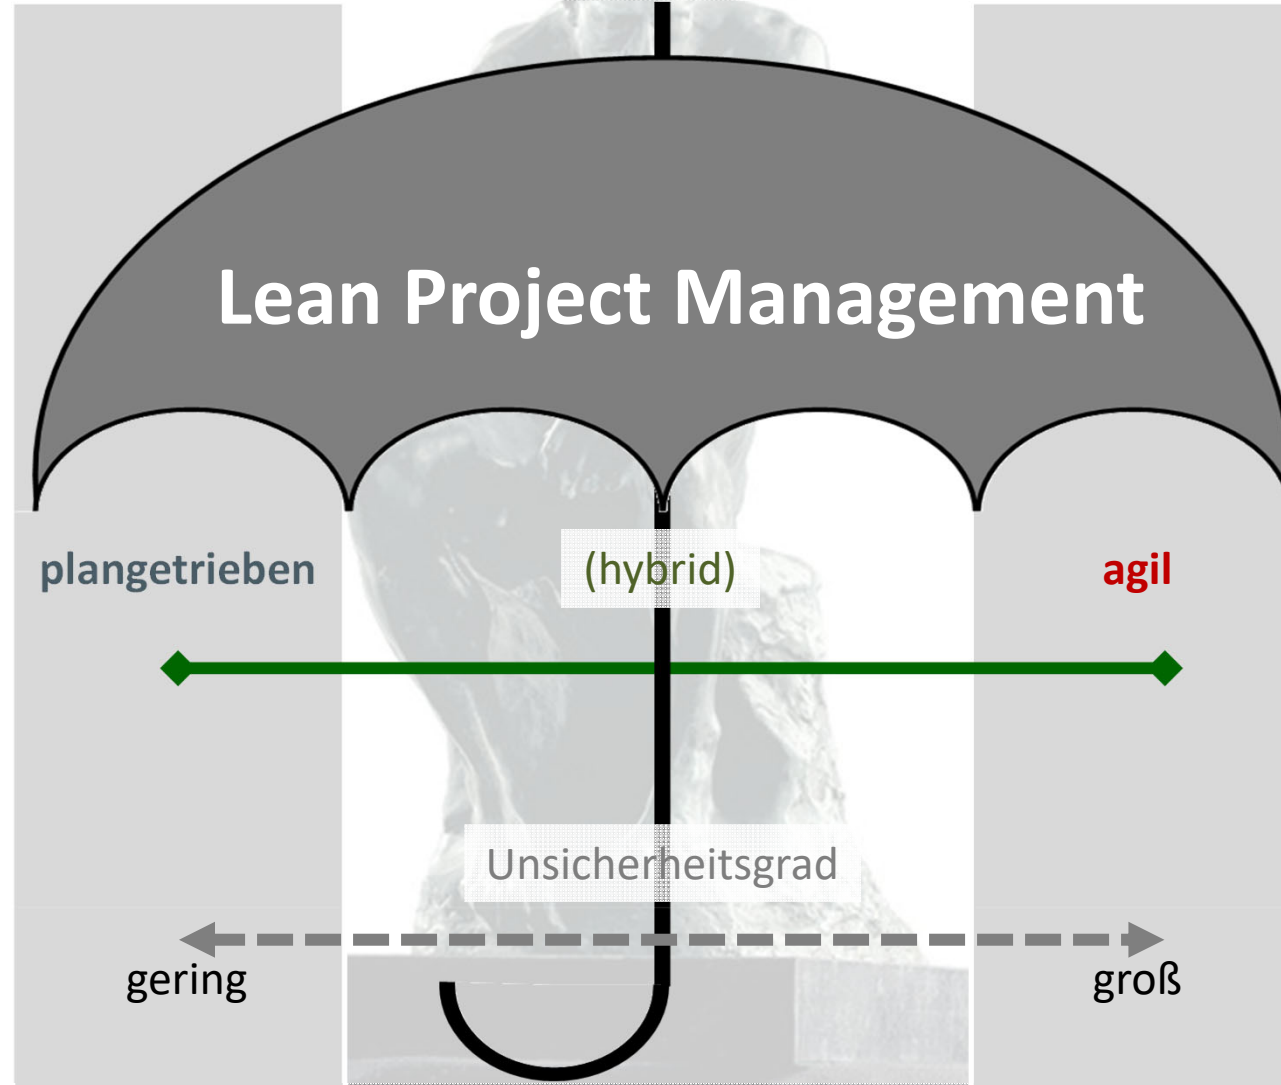 Lean Project Management
plangetrieben (hybrid) agil
Unsicherheitsgrad
gering groß